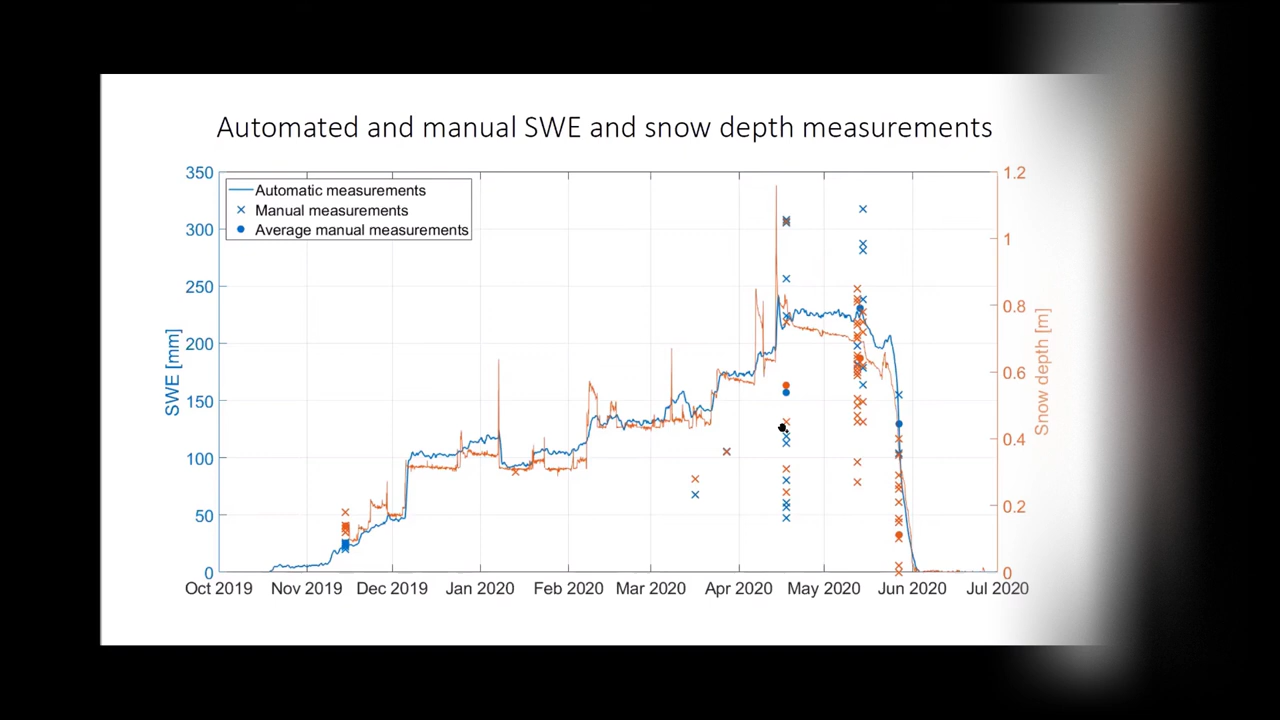 Automated and manual SWE and snow depth measurements
Automatic measurements
Manual measurements
Average manual measurements
350
300
250
200
150
100
50
0
SWE [mm]
1.2
1
0.8
0.6
0.4
0.2
0
Snow depth [m]
Oct 2019 Nov 2019 Dec 2019 Jan 2020 Feb 2020 Mar 2020 Apr 2020 May 2020 Jun 2020 Jul 2020